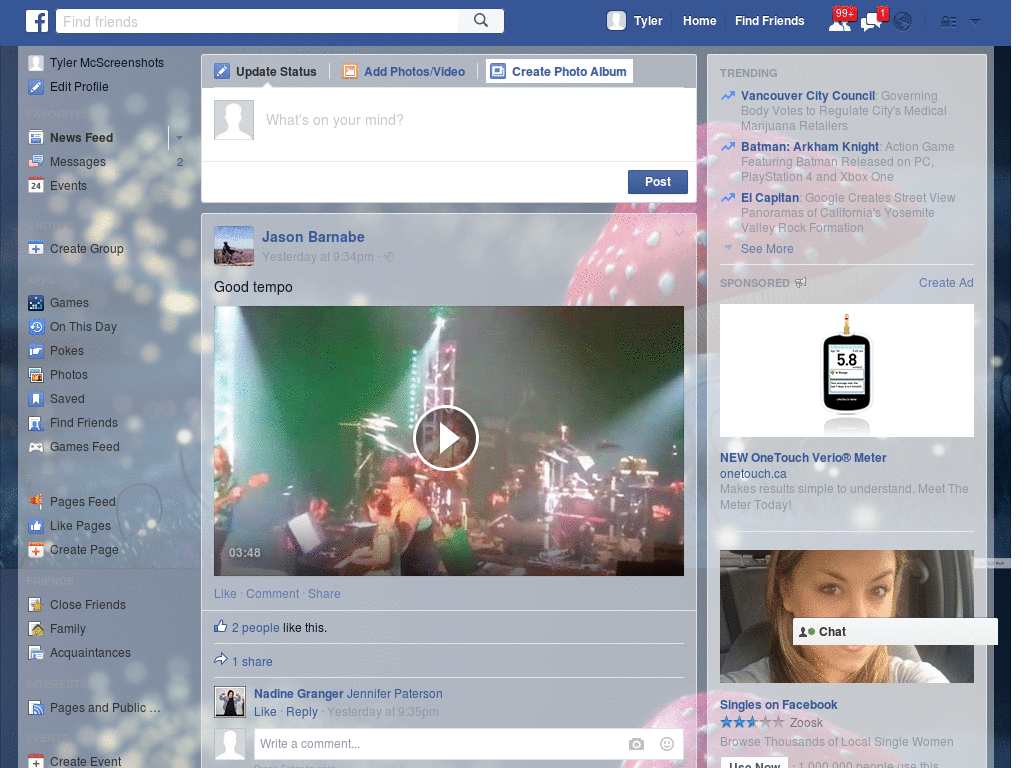 Find friends
Tyler
Home
Find Friends
99+
1
Tyler McScreenshots
Edit Profile
FAVORITES
News Feed
Messages
2
24
Events
GROUPS
Create Group
APPS
Games
On This Day
Pokes
Photos
Saved
Find Friends
Games Feed
Pages Feed
Like Pages
Create Page
FRIENDS
Close Friends
Family
Acquaintances
INTERESTS
Pages and Public ...
EVENTS
Create Event
Update Status
Add Photos/Video
Create Photo Album
What's on your mind?
Post
Jason Barnabe
Yesterday at 9:34pm ·
Good tempo
03:48
Like · Comment · Share
2 people like this.
1 share
Nadine Granger Jennifer Paterson
Like · Reply · Yesterday at 9:35pm
Write a comment...
TRENDING
Vancouver City Council: Governing
Body Votes to Regulate City's Medical
Marijuana Retailers
Batman: Arkham Knight: Action Game
Featuring Batman Released on PC,
PlayStation 4 and Xbox One
El Capitan: Google Creates Street View
Panoramas of California's Yosemite
Valley Rock Formation
See More
SPONSORED
Create Ad
5.8
NEW OneTouch Verio® Meter
onetouch.ca
Makes results simple to understand. Meet The
Meter Today!
Chat
Singles on Facebook
Zoosk
Browse Thousands of Local Single Women
Use Now · 1,000,000 people use this